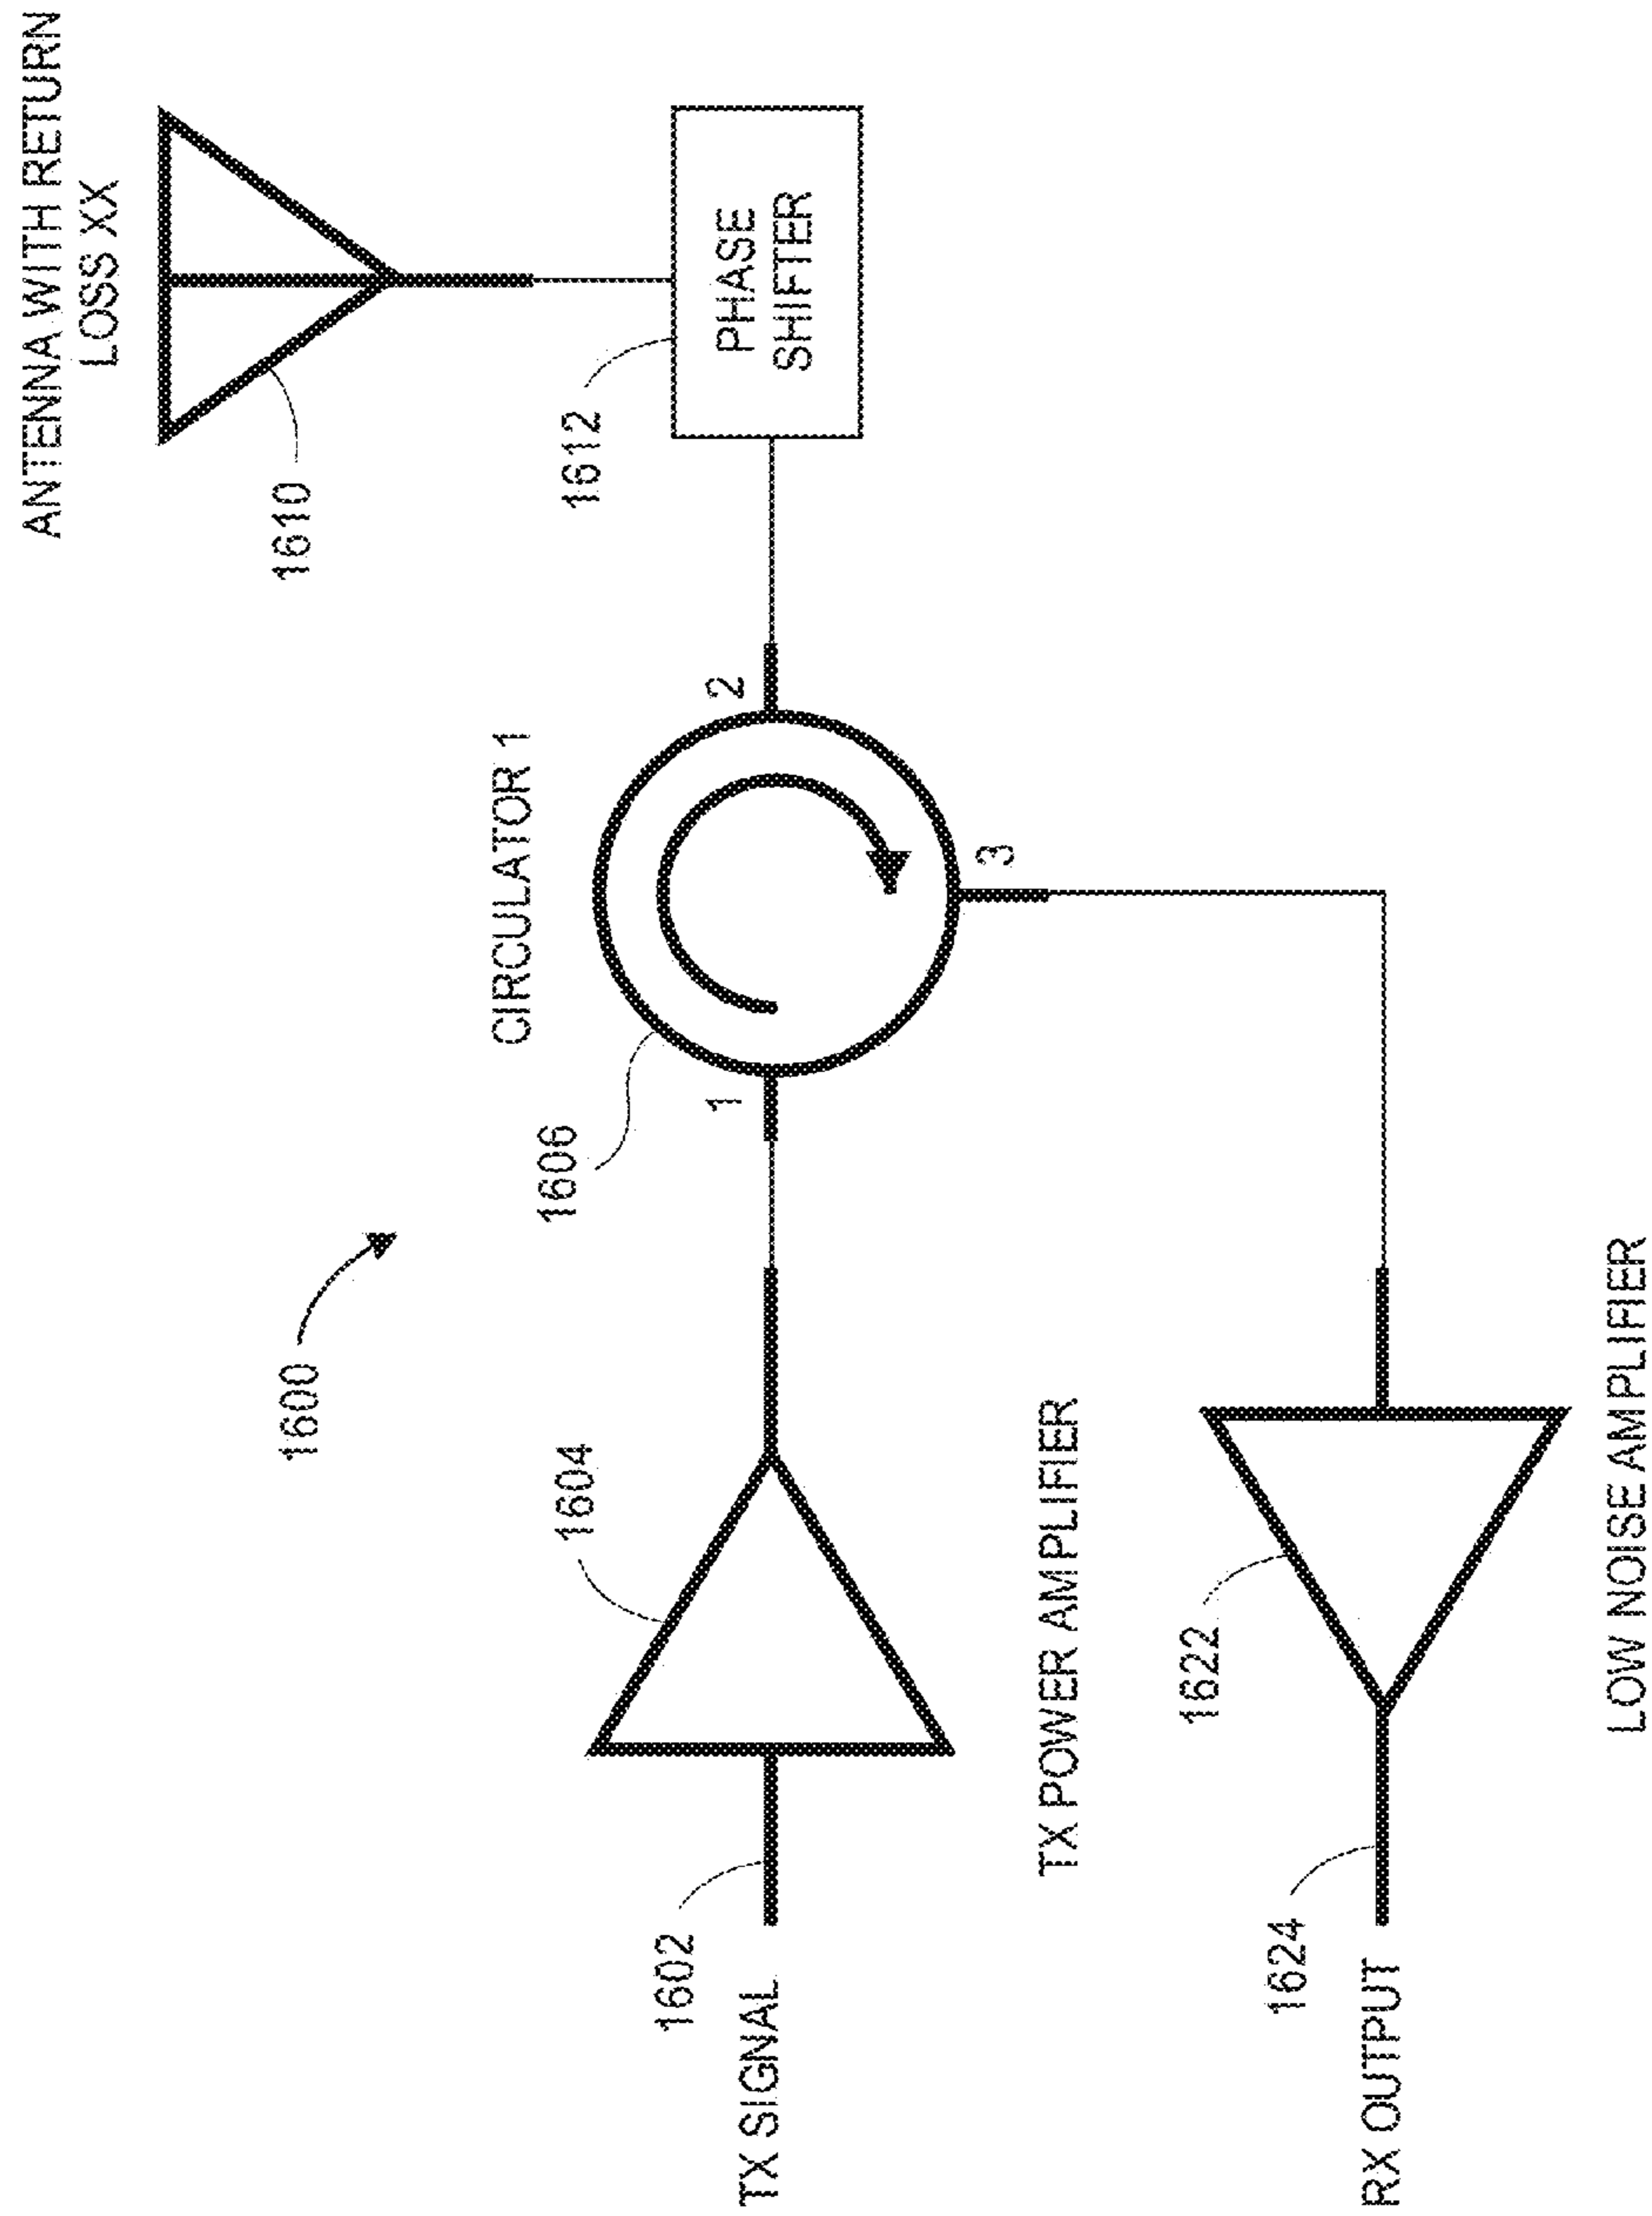 ANTENNA WITH RETURN
LOSS XX
1610
1612
PHASE
SHIFTER
CIRCULATOR 1
1606
1
2
3
1600
1604
1602
TX SIGNAL
TX POWER AMPLIFIER
1622
1624
RX OUTPUT
LOW NOISE AMPLIFIER